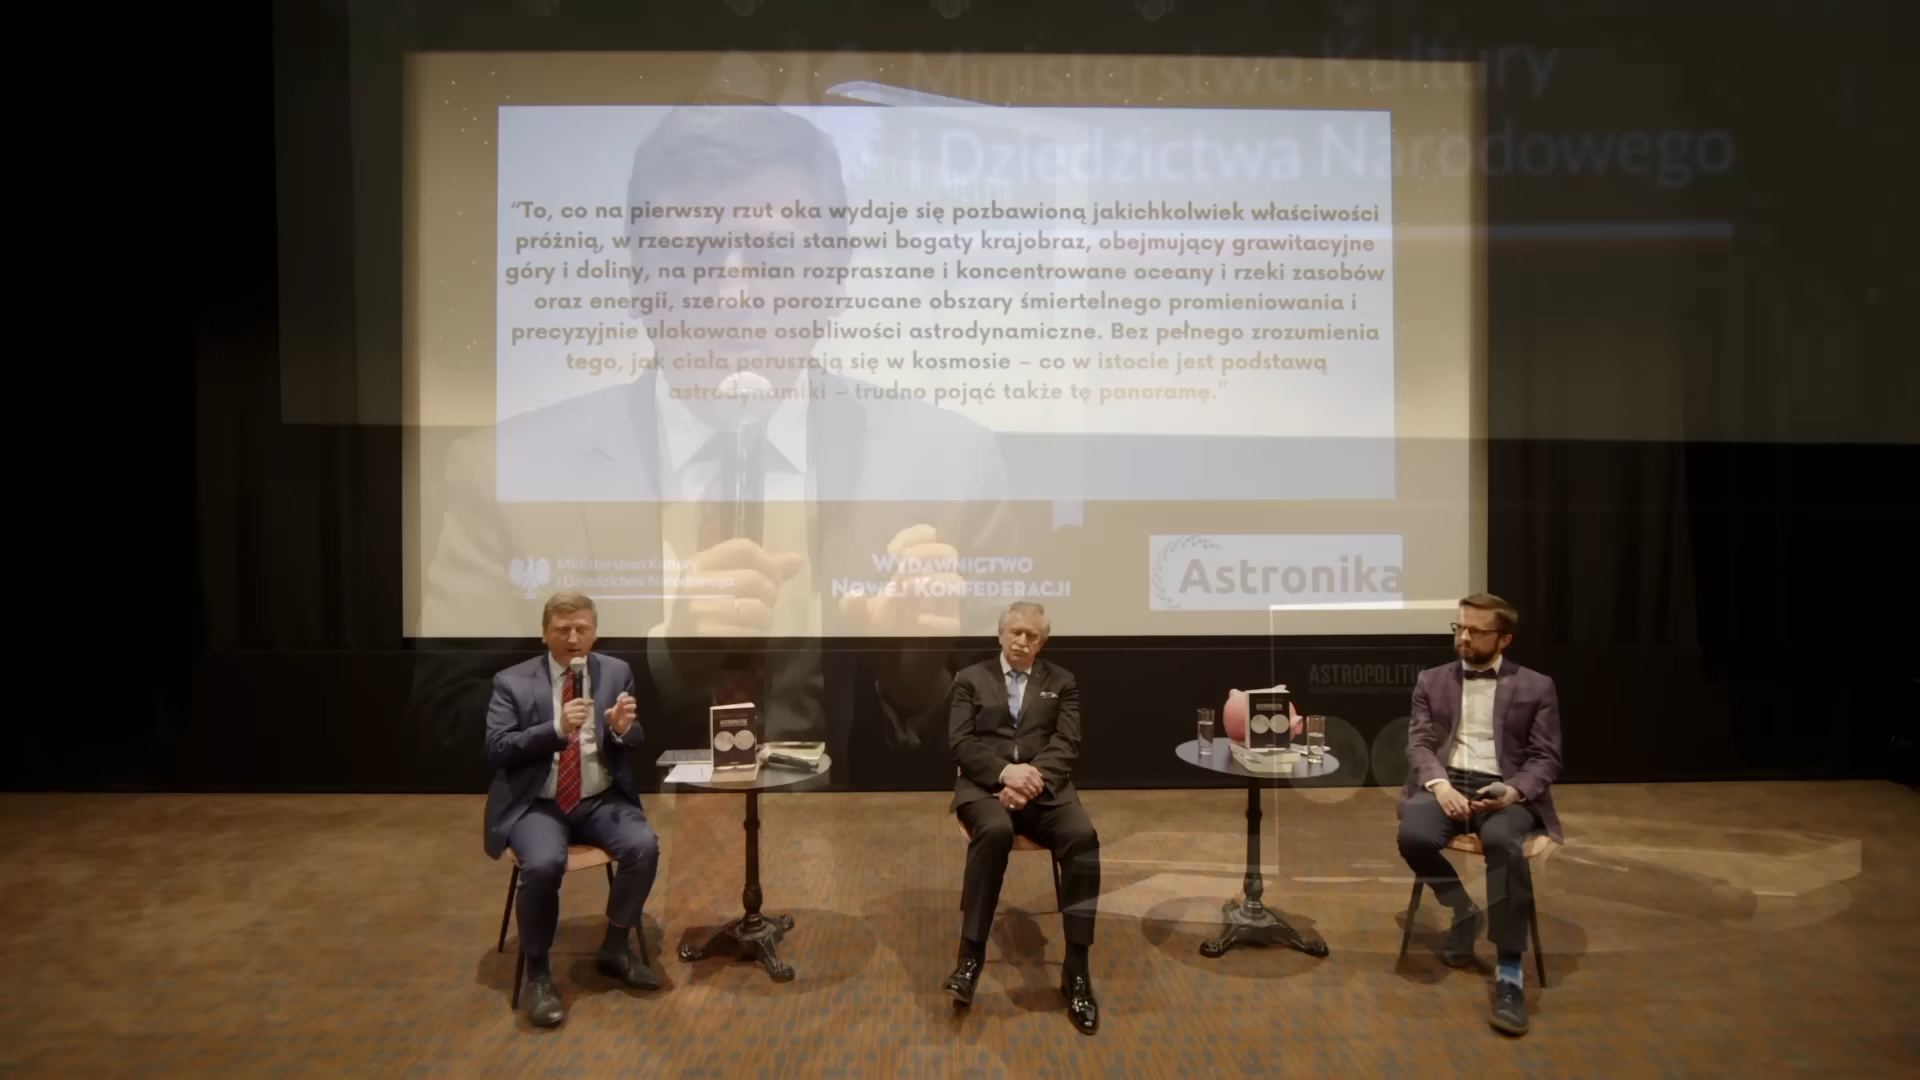 Ministerstwo Kultury
i Dziedzictwa Narodowego
“To, co na pierwszy rzut oka wydaje się pozbawioną jakichkolwiek właściwości
próżnią, w rzeczywistości stanowi bogaty krajobraz, obejmujący grawitacyjne
góry i doliny, na przemian rozpraszane i koncentrowane oceany i rzeki zasobów
oraz energii, szeroko porozrzucane obszary śmiertelnego promieniowania i
precyzyjnie ulokowane osobliwości astrodynamiczne. Bez pełnego zrozumienia
tego, jak ciała poruszają się w kosmosie – co w istocie jest podstawą
astrodynamiki – trudno pojąć także tę panoramę.”
Ministerstwo Kultury
i Dziedzictwa Narodowego
Wydawnictwo
Nowej Konfederacji
Astronika
ASTROPOLITIK